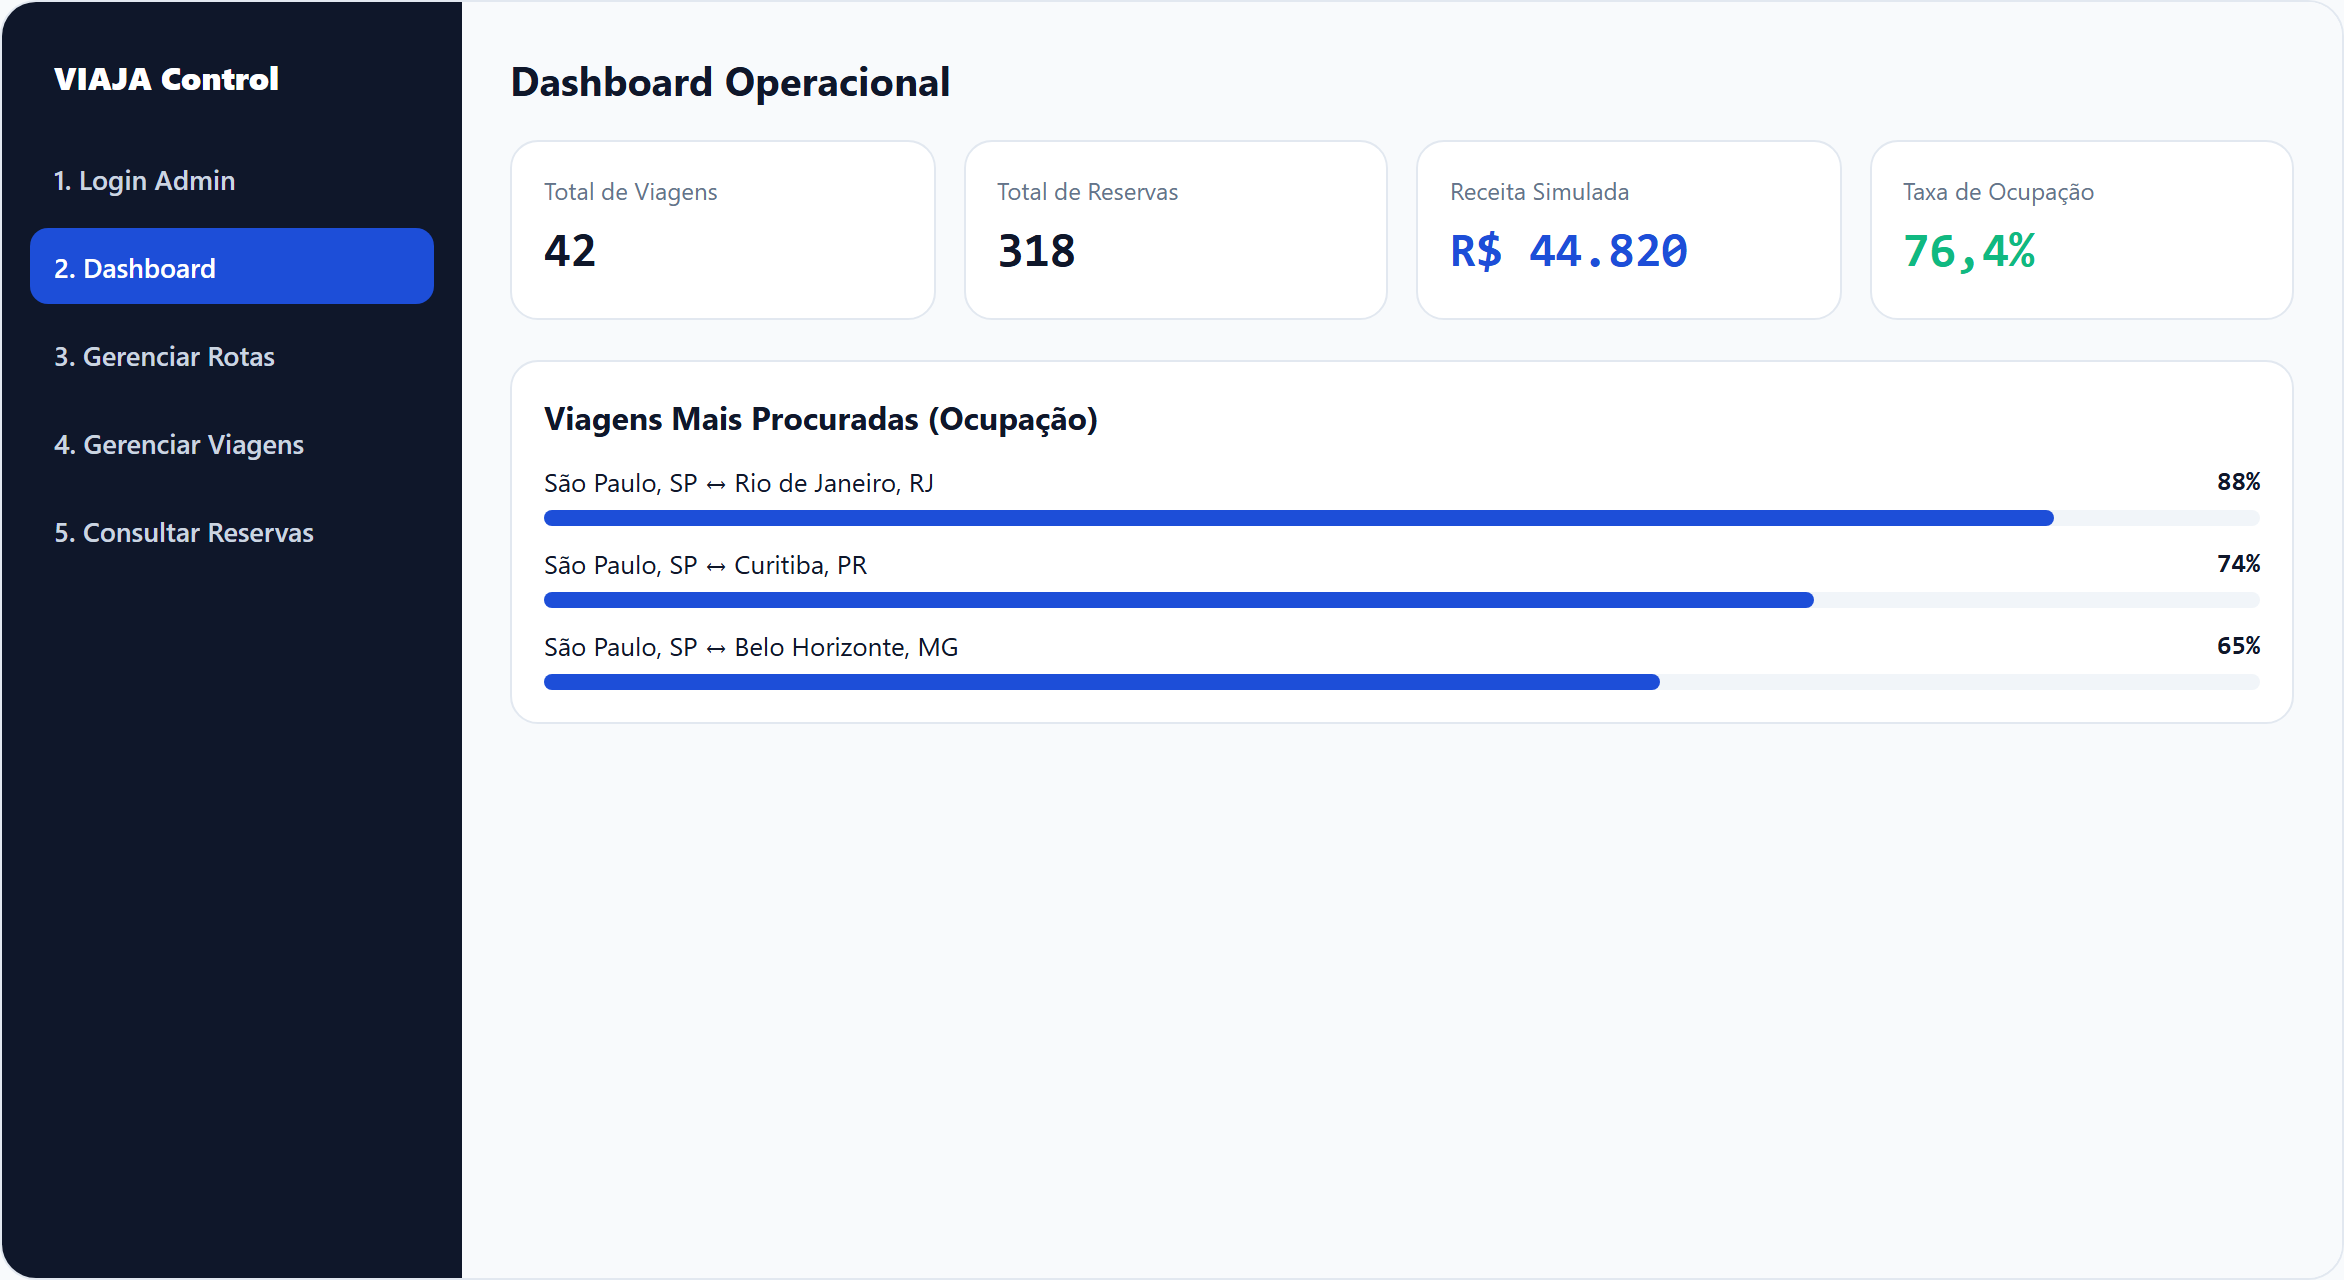 VIAJA Control
1. Login Admin
2. Dashboard
3. Gerenciar Rotas
4. Gerenciar Viagens
5. Consultar Reservas
Dashboard Operacional
Total de Viagens
42
Total de Reservas
318
Receita Simulada
R$ 44.820
Taxa de Ocupação
76,4%
Viagens Mais Procuradas (Ocupação)
São Paulo, SP ↔ Rio de Janeiro, RJ 88%
São Paulo, SP ↔ Curitiba, PR 74%
São Paulo, SP ↔ Belo Horizonte, MG 65%